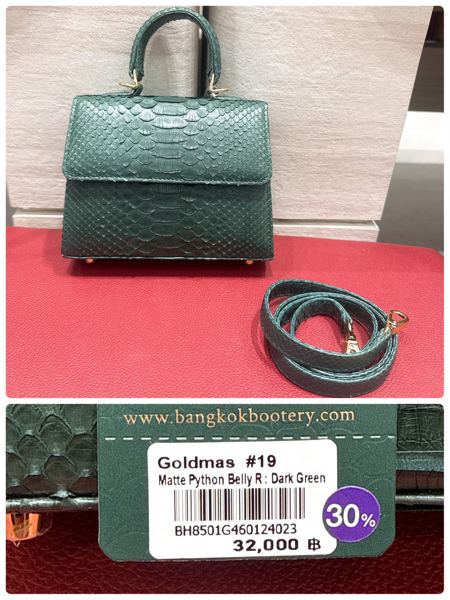 www.bangkokbootery.com
Goldmas #19
Matte Python Belly R : Dark Green
BH8501G460124023
32,000 ฿
30%